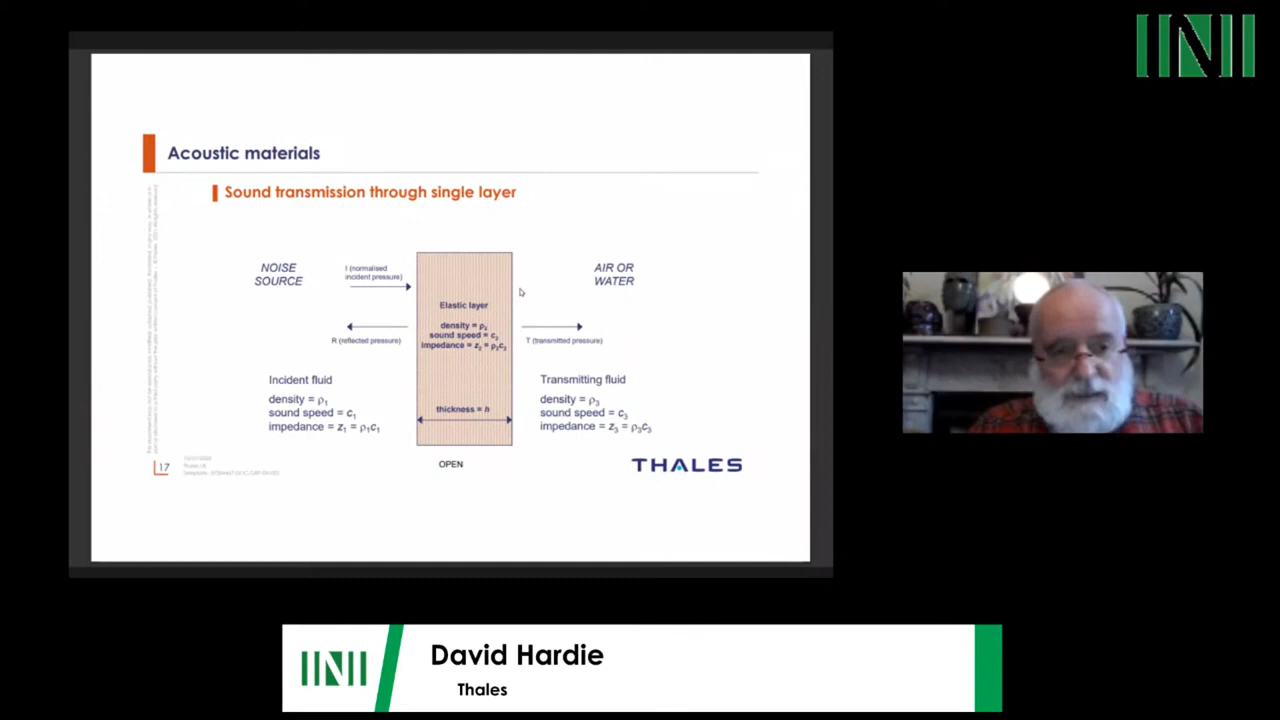 INI
Acoustic materials
Sound transmission through single layer
NOISE
SOURCE
I (normalised
incident pressure)
AIR OR
WATER
Elastic layer
density = ρ₂
sound speed = c₂
impedance = z₂ = ρ₂c₂
R (reflected pressure)
T (transmitted pressure)
Incident fluid
density = ρ₁
sound speed = c₁
impedance = z₁ = ρ₁c₁
Transmitting fluid
density = ρ₃
sound speed = c₃
impedance = z₃ = ρ₃c₃
thickness = h
17
OPEN
THALES
INI
David Hardie
Thales